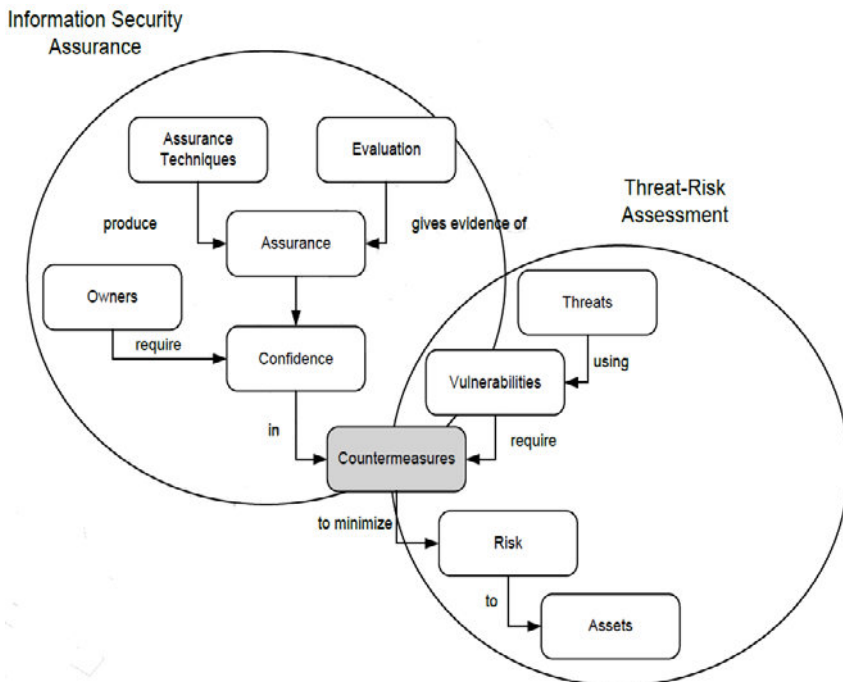 Information Security
Assurance
Assurance
Techniques
Evaluation
Threat-Risk
Assessment
produce
gives evidence of
Assurance
Owners
Threats
require
Confidence
using
Vulnerabilities
in
require
Countermeasures
to minimize
Risk
to
Assets